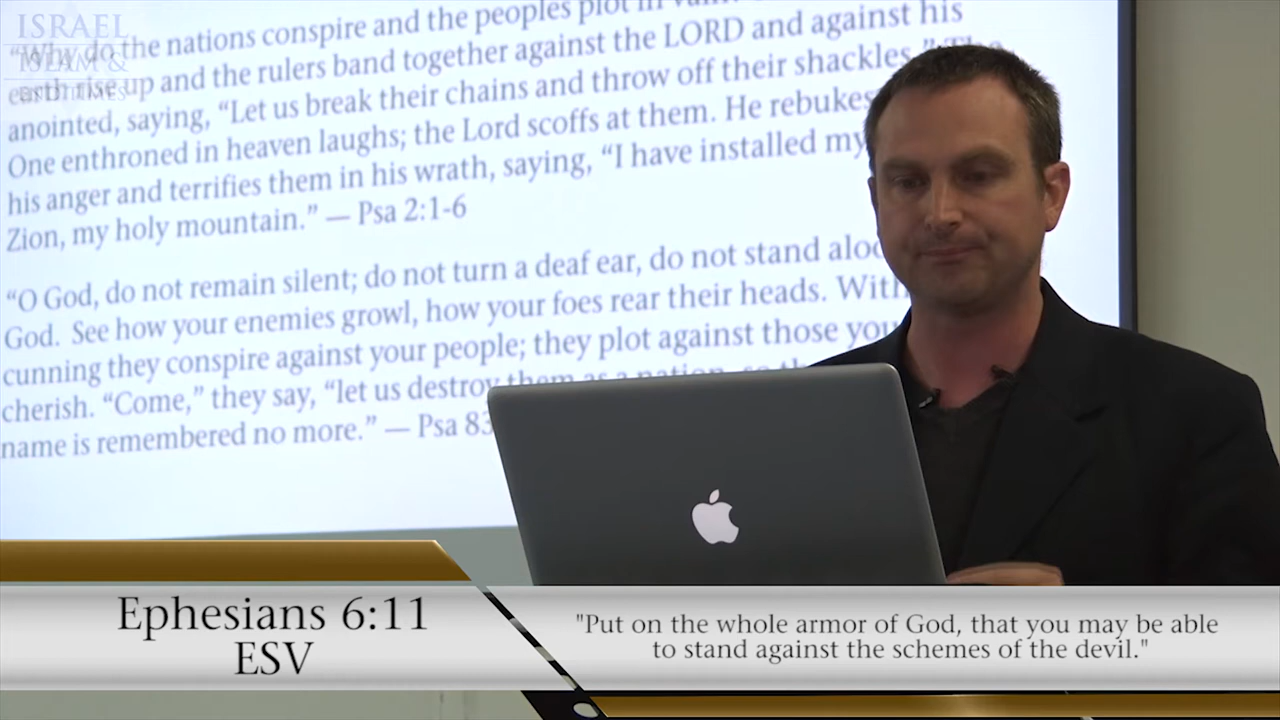 ISRAEL
ISLAM &
END TIMES
"Why do the nations conspire and the peoples plot in vain
earth rise up and the rulers band together against the LORD and against his
anointed, saying, "Let us break their chains and throw off their shackles." The
One enthroned in heaven laughs; the Lord scoffs at them. He rebukes
his anger and terrifies them in his wrath, saying, "I have installed my
Zion, my holy mountain." — Psa 2:1-6
"O God, do not remain silent; do not turn a deaf ear, do not stand aloo
God. See how your enemies growl, how your foes rear their heads. With
cunning they conspire against your people; they plot against those you
cherish. "Come," they say, "let us destroy them as a nation, so th
name is remembered no more." — Psa 83
Ephesians 6:11
ESV
"Put on the whole armor of God, that you may be able
to stand against the schemes of the devil."